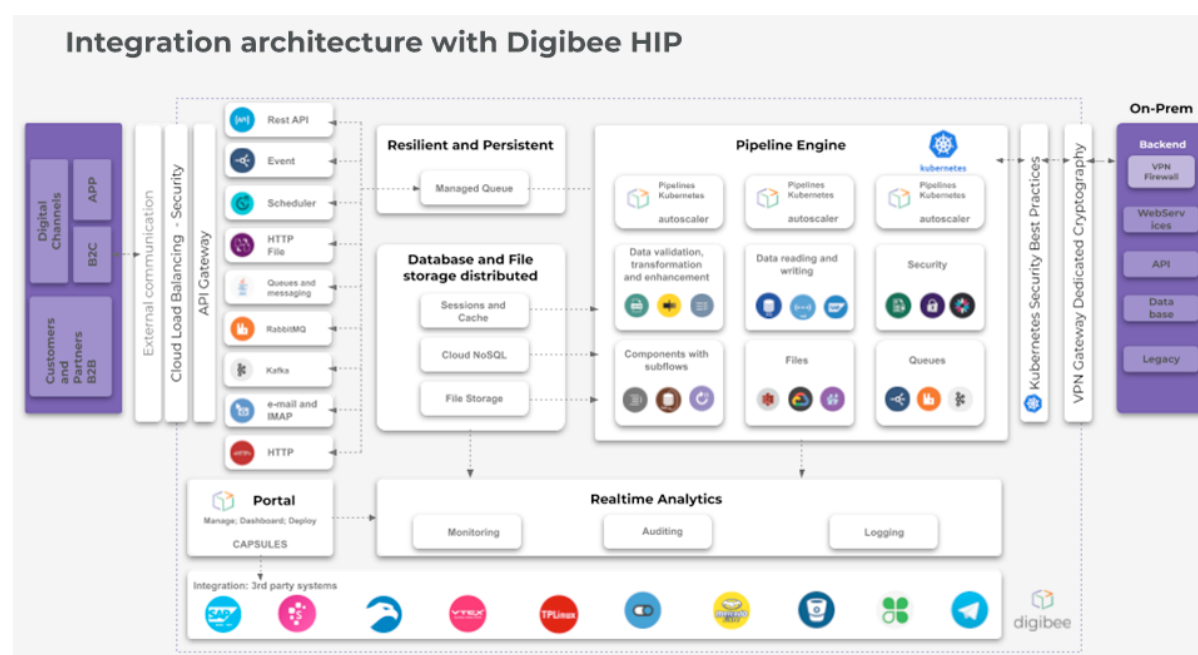 Integration architecture with Digibee HIP
Digital
Channels
APP
B2C
Customers
and
Partners
B2B
External communication
Cloud Load Balancing - Security
API Gateway
Rest API
Event
Scheduler
HTTP
File
Queues and
messaging
RabbitMQ
Kafka
e-mail and
IMAP
HTTP
Resilient and Persistent
Managed Queue
Database and File
storage distributed
Sessions and
Cache
Cloud NoSQL
File Storage
Pipeline Engine
kubernetes
Pipelines
Kubernetes
autoscaler
Pipelines
Kubernetes
autoscaler
Pipelines
Kubernetes
autoscaler
Data validation,
transformation
and enhancement
Data reading and
writing
SAP
Security
Components with
subflows
Files
Queues
Kubernetes Security Best Practices
VPN Gateway Dedicated Cryptography
On-Prem
Backend
VPN
Firewall
WebServ
ices
API
Data
base
Legacy
Portal
Manage; Dashboard; Deploy
CAPSULES
Realtime Analytics
Monitoring
Auditing
Logging
Integration: 3rd party systems
SAP
S
VTEX
TPLinux
digibee